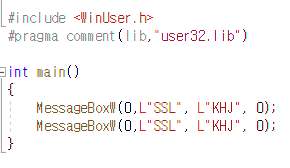 #include <WinUser.h>
#pragma comment(lib,"user32.lib")
int main()
{
MessageBoxW(0,L"SSL", L"KHJ", 0);
MessageBoxW(0,L"SSL", L"KHJ", 0);
}